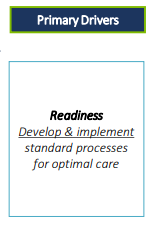 Primary Drivers
Readiness
Develop & implement
standard processes
for optimal care